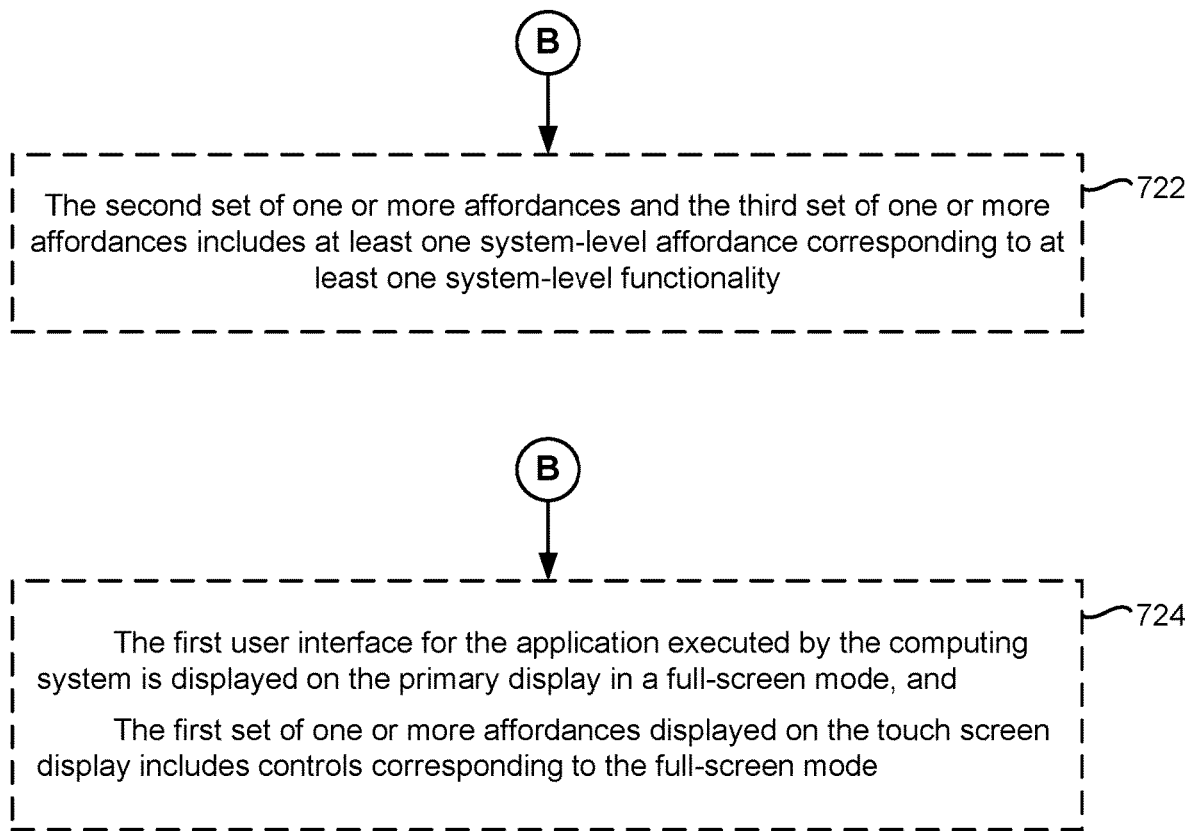 B
The second set of one or more affordances and the third set of one or more
affordances includes at least one system-level affordance corresponding to at
least one system-level functionality
722
B
The first user interface for the application executed by the computing
system is displayed on the primary display in a full-screen mode, and
The first set of one or more affordances displayed on the touch screen
display includes controls corresponding to the full-screen mode
724